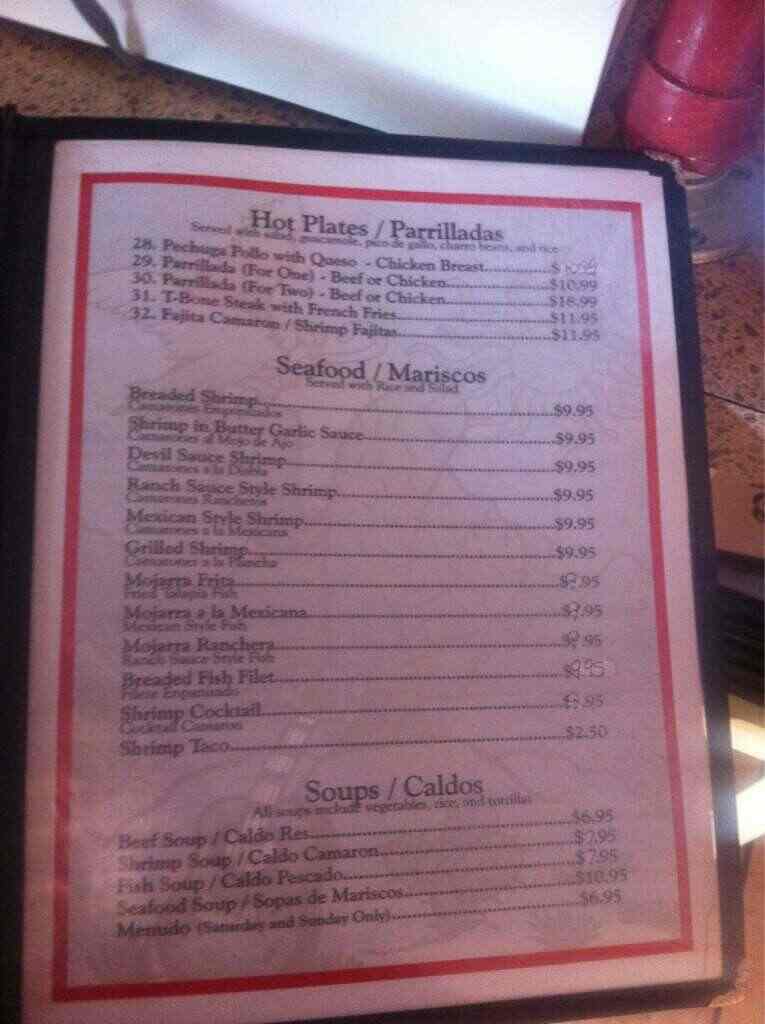 Hot Plates / Parrilladas
Served with salad, guacamole, pico de gallo, charro beans, and rice
28. Pechuga Pollo with Queso - Chicken Breast..........$
29. Parrillada (For One) - Beef or Chicken..........$10.99
30. Parrillada (For Two) - Beef or Chicken..........$18.99
31. T-Bone Steak with French Fries..........$11.95
32. Fajita Camaron / Shrimp Fajitas..........$11.95
Seafood / Mariscos
Served with Rice and Salad
Breaded Shrimp..........$9.95
Camarones Empanizados
Shrimp in Butter Garlic Sauce..........$9.95
Camarones al Mojo de Ajo
Devil Sauce Shrimp..........$9.95
Camarones a la Diabla
Ranch Sauce Style Shrimp..........$9.95
Camarones Rancheros
Mexican Style Shrimp..........$9.95
Camarones a la Mexicana
Grilled Shrimp..........$9.95
Camarones a la Plancha
Mojarra Frita..........
Fried Talapia Fish
Mojarra a la Mexicana..........
Mexican Style Fish
Mojarra Ranchera..........
Ranch Sauce Style Fish
Breaded Fish Filet..........
Filete Empanizado
Shrimp Cocktail..........
Cocktail Camaron
Shrimp Taco..........$2.50
Soups / Caldos
All soups include vegetables, rice, and tortillas
Beef Soup / Caldo Res..........$6.95
Shrimp Soup / Caldo Camaron..........$7.95
Fish Soup / Caldo Pescado..........$7.95
Seafood Soup / Sopas de Mariscos..........$10.95
Menudo (Saturday and Sunday Only)..........$6.95